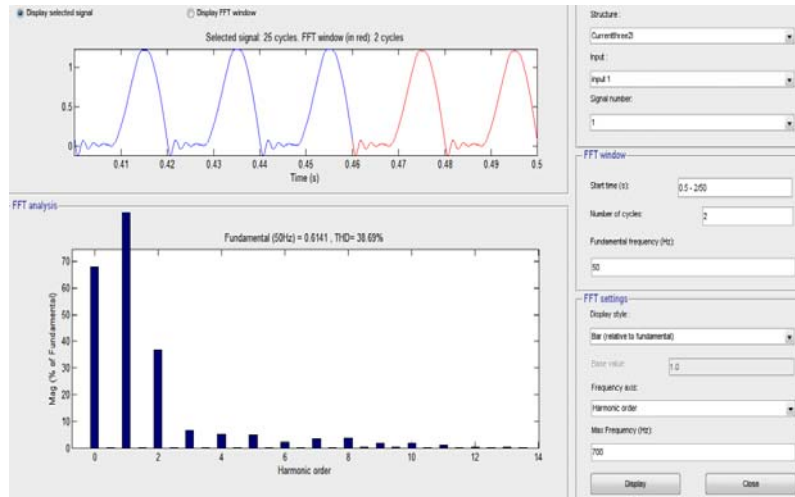 Display selected signal
Display FFT window
Selected signal: 25 cycles. FFT window (in red): 2 cycles
1
0.5
0
0.41 0.42 0.43 0.44 0.45 0.46 0.47 0.48 0.49 0.5
Time (s)
FFT analysis
Fundamental (50Hz) = 0.6141 , THD= 38.69%
70
60
50
40
30
20
10
0
Mag (% of Fundamental)
0 2 4 6 8 10 12 14
Harmonic order
Structure :
Currentthree2l
Input :
input 1
Signal number:
1
FFT window
Start time (s):
0.5 - 2/50
Number of cycles:
2
Fundamental frequency (Hz):
50
FFT settings
Display style :
Bar (relative to fundamental)
Base value:
1.0
Frequency axis:
Harmonic order
Max Frequency (Hz):
700
Display
Close